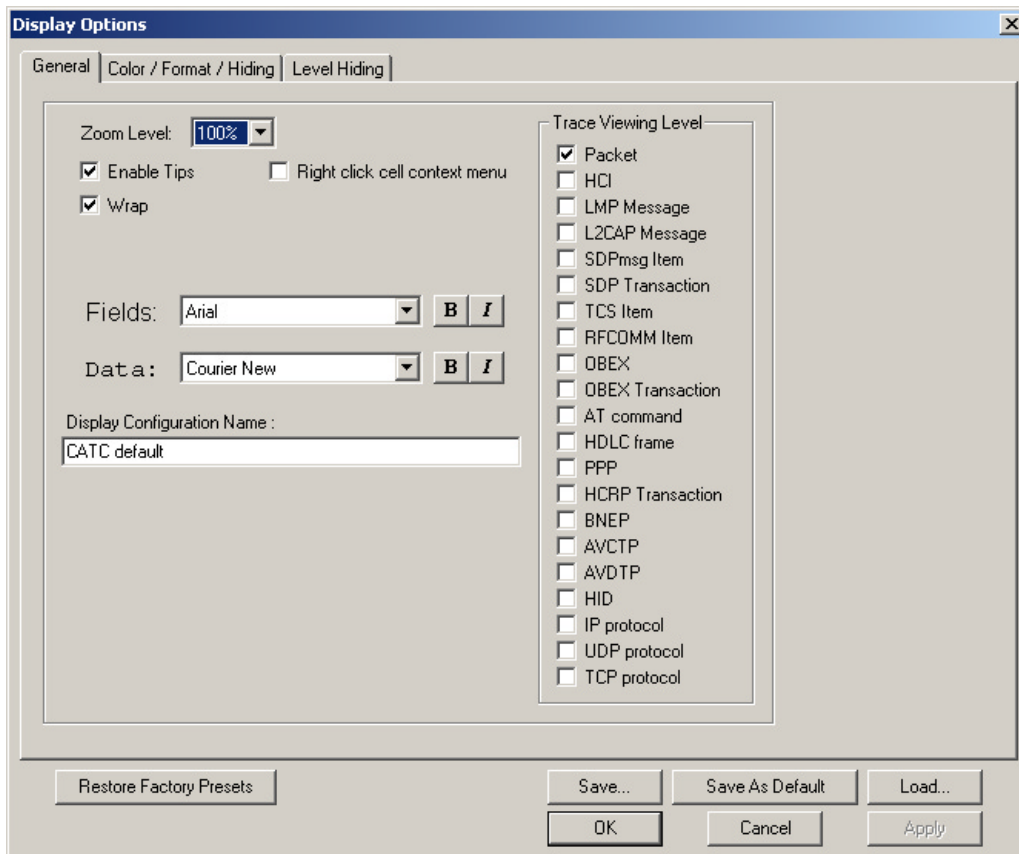 Display Options
General
Color / Format / Hiding
Level Hiding
Zoom Level: 100%
Enable Tips
Right click cell context menu
Wrap
Fields: Arial B I
Data: Courier New B I
Display Configuration Name :
CATC default
Trace Viewing Level
Packet
HCI
LMP Message
L2CAP Message
SDPmsg Item
SDP Transaction
TCS Item
RFCOMM Item
OBEX
OBEX Transaction
AT command
HDLC frame
PPP
HCRP Transaction
BNEP
AVCTP
AVDTP
HID
IP protocol
UDP protocol
TCP protocol
Restore Factory Presets
Save...
Save As Default
Load...
OK
Cancel
Apply